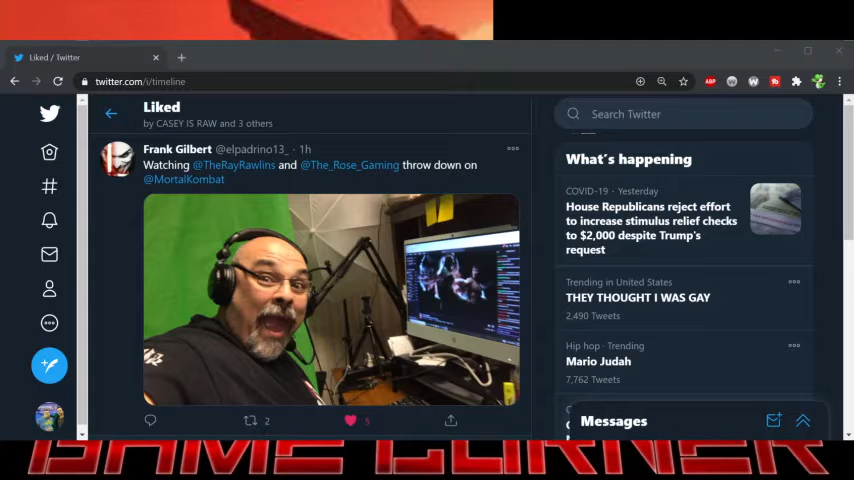 Liked / Twitter
twitter.com/i/timeline
ABP
Liked
by CASEY IS RAW and 3 others
Frank Gilbert @elpadrino13_ · 1h
Watching @TheRayRawlins and @The_Rose_Gaming throw down on
@MortalKombat
2
5
Search Twitter
What's happening
COVID-19 · Yesterday
House Republicans reject effort
to increase stimulus relief checks
to $2,000 despite Trump's
request
Trending in United States
THEY THOUGHT I WAS GAY
2,490 Tweets
Hip hop · Trending
Mario Judah
7,762 Tweets
Messages
GAME CORNER